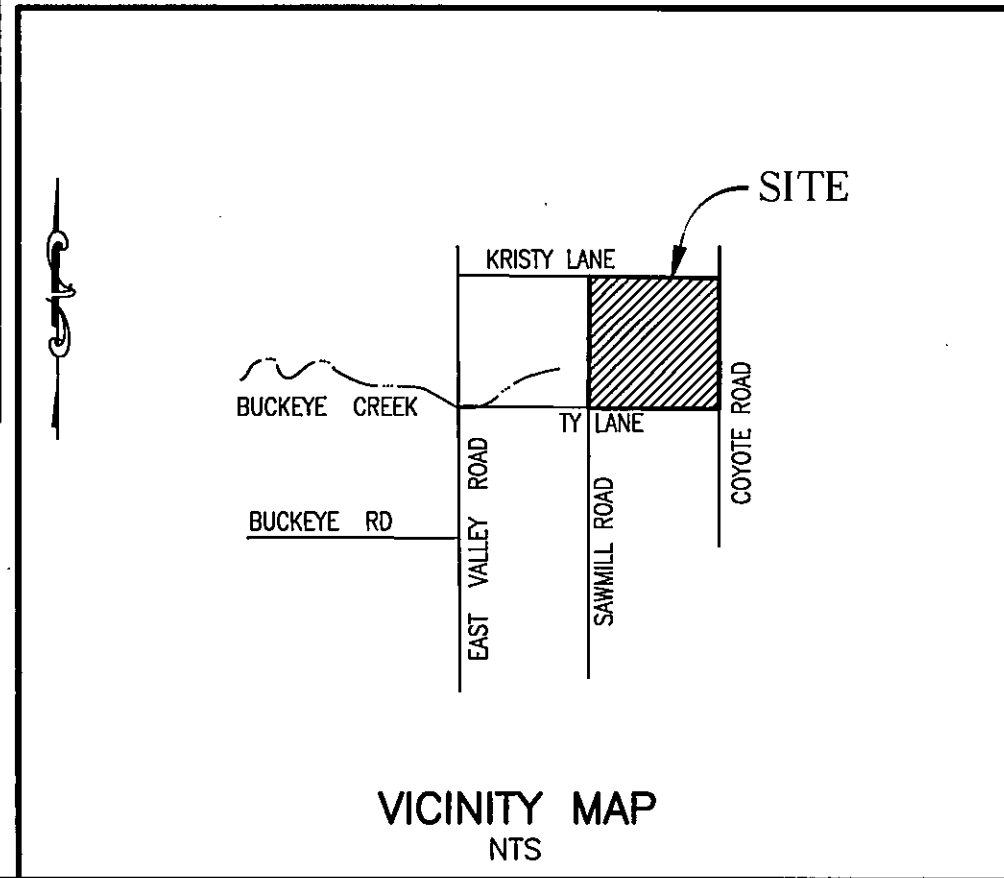 SITE
KRISTY LANE
BUCKEYE CREEK
TY LANE
COYOTE ROAD
BUCKEYE RD
EAST VALLEY ROAD
SAWMILL ROAD
VICINITY MAP
NTS